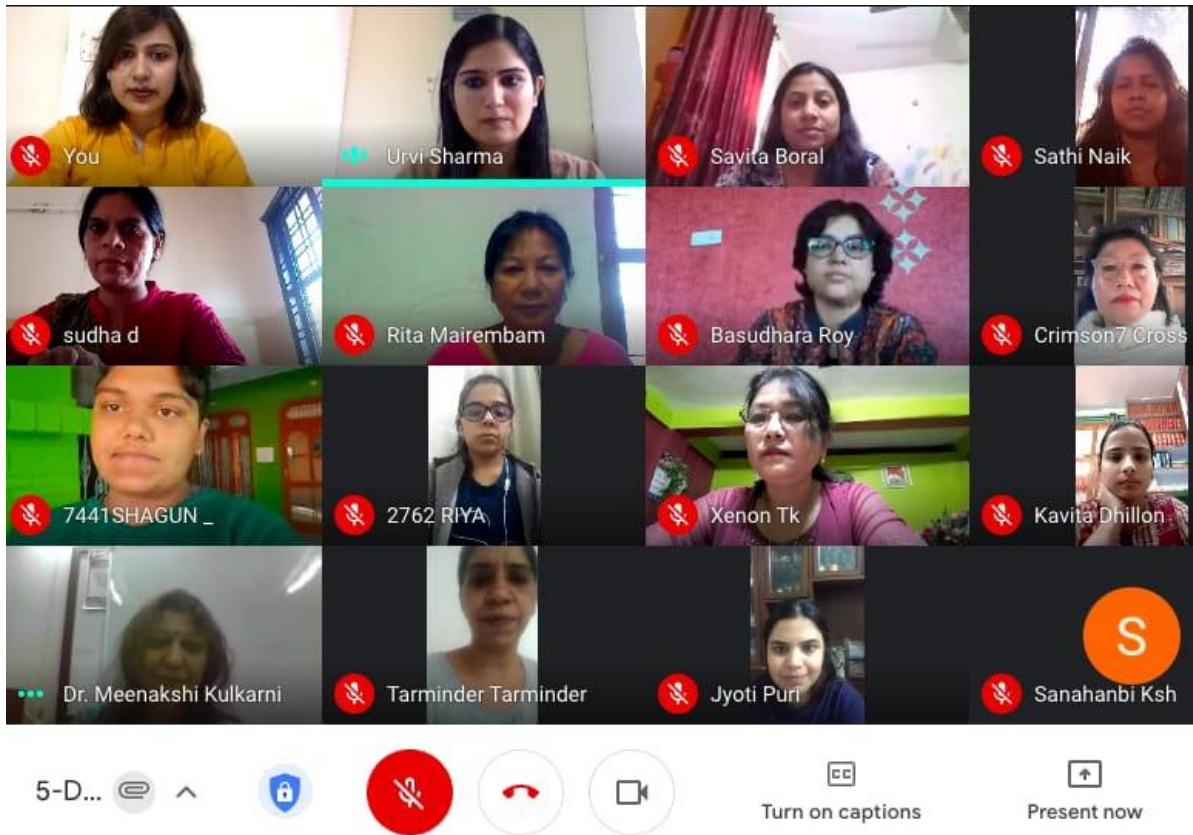 You
Urvi Sharma
Savita Boral
Sathi Naik
sudha d
Rita Mairembam
Basudhara Roy
Crimson7 Cross
7441SHAGUN _
2762 RIYA
Xenon Tk
Kavita Dhillon
Dr. Meenakshi Kulkarni
Tarminder Tarminder
Jyoti Puri
S
Sanahanbi Ksh
5-D...
CC
Turn on captions
Present now